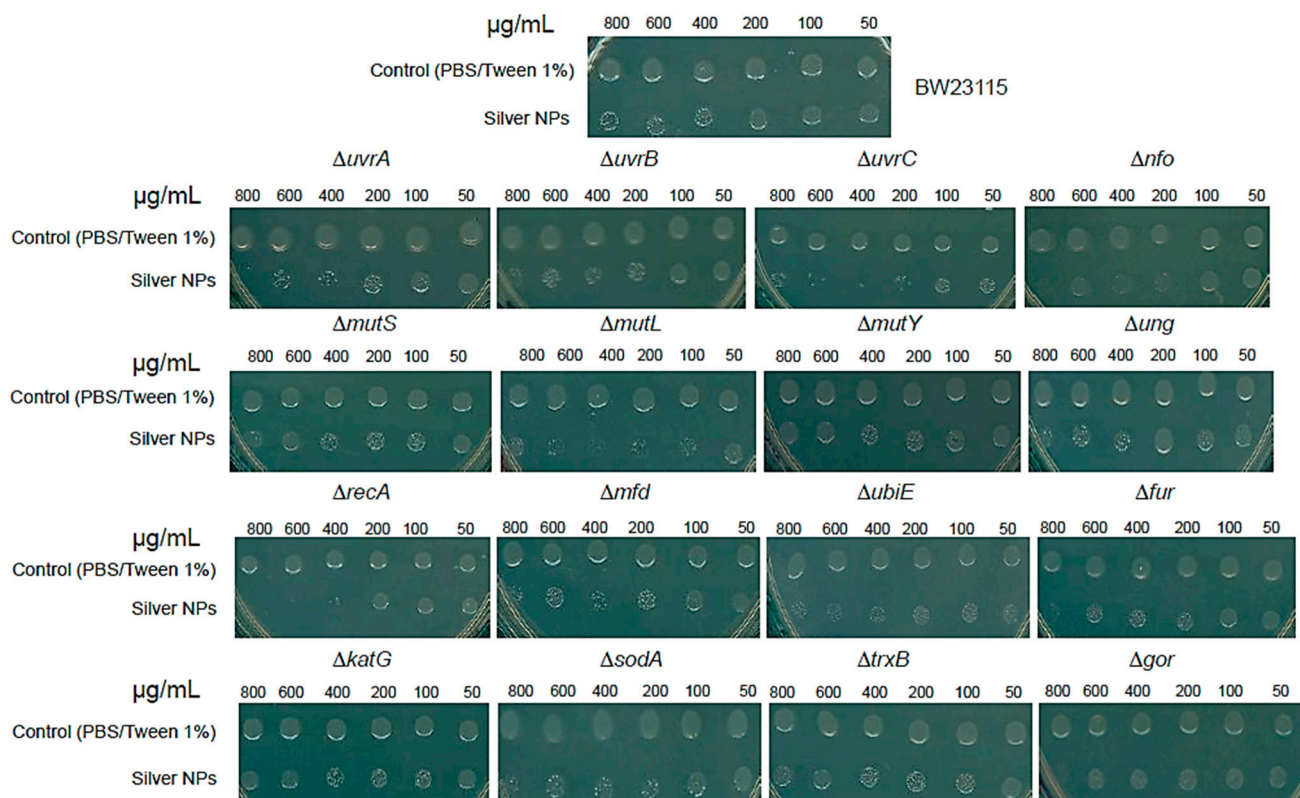 µg/mL 800 600 400 200 100 50
Control (PBS/Tween 1%)
BW23115
Silver NPs
ΔuvrA ΔuvrB ΔuvrC Δnfo
µg/mL 800 600 400 200 100 50 800 600 400 200 100 50 800 600 400 200 100 50 800 600 400 200 100 50
Control (PBS/Tween 1%)
Silver NPs
ΔmutS ΔmutL ΔmutY Δung
µg/mL 800 600 400 200 100 50 800 600 400 200 100 50 800 600 400 200 100 50 800 600 400 200 100 50
Control (PBS/Tween 1%)
Silver NPs
ΔrecA Δmfd ΔubiE Δfur
µg/mL 800 600 400 200 100 50 800 600 400 200 100 50 800 600 400 200 100 50 800 600 400 200 100 50
Control (PBS/Tween 1%)
Silver NPs
ΔkatG ΔsodA ΔtrxB Δgor
µg/mL 800 600 400 200 100 50 800 600 400 200 100 50 800 600 400 200 100 50 800 600 400 200 100 50
Control (PBS/Tween 1%)
Silver NPs